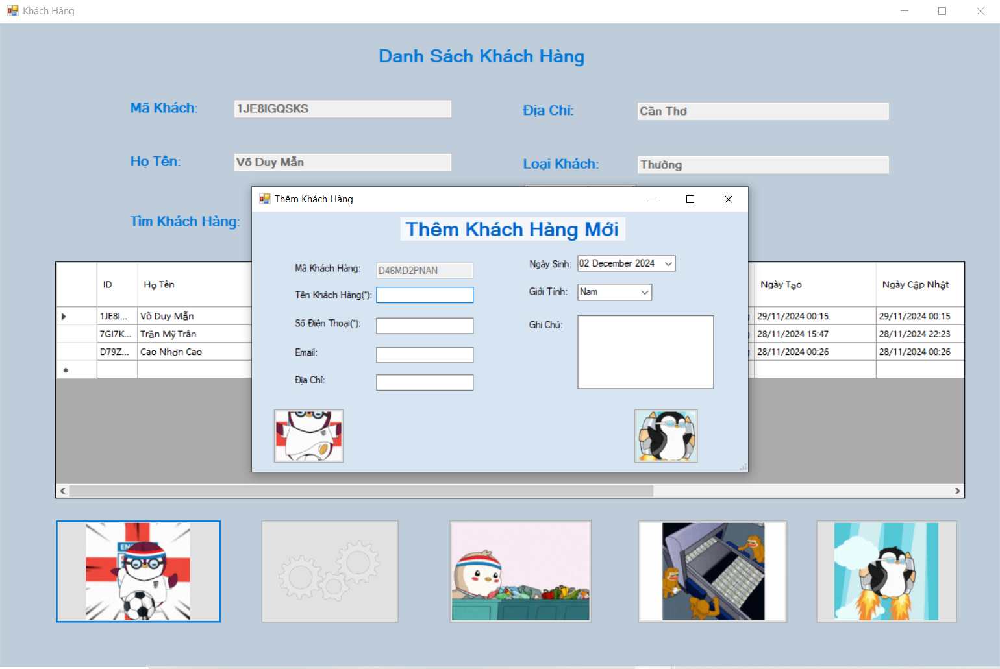 Khách Hàng
Danh Sách Khách Hàng
Mã Khách: 1JE8IGQSKS
Địa Chỉ: Cần Thơ
Họ Tên: Võ Duy Mẫn
Loại Khách: Thường
Tìm Khách Hàng:
Thêm Khách Hàng
Thêm Khách Hàng Mới
Mã Khách Hàng: D46MD2PNAN
Tên Khách Hàng(*):
Số Điện Thoại(*):
Email:
Địa Chỉ:
Ngày Sinh: 02 December 2024
Giới Tính: Nam
Ghi Chú:
ID Họ Tên Ngày Tạo Ngày Cập Nhật
1JE8I... Võ Duy Mẫn 29/11/2024 00:15 29/11/2024 00:15
7GI7K... Trần Mỹ Trân 28/11/2024 15:47 28/11/2024 22:23
D79Z... Cao Nhơn Cao 28/11/2024 00:26 28/11/2024 00:26